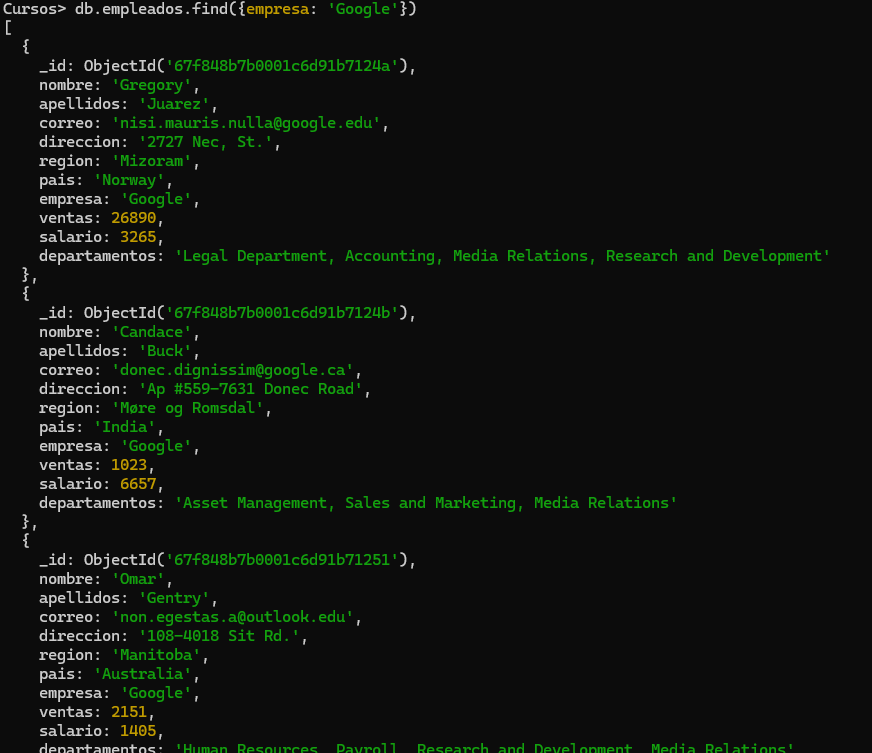 Cursos> db.empleados.find({empresa: 'Google'})
[
  {
    _id: ObjectId('67f848b7b0001c6d91b7124a'),
    nombre: 'Gregory',
    apellidos: 'Juarez',
    correo: 'nisi.mauris.nulla@google.edu',
    direccion: '2727 Nec, St.',
    region: 'Mizoram',
    pais: 'Norway',
    empresa: 'Google',
    ventas: 26890,
    salario: 3265,
    departamentos: 'Legal Department, Accounting, Media Relations, Research and Development'
  },
  {
    _id: ObjectId('67f848b7b0001c6d91b7124b'),
    nombre: 'Candace',
    apellidos: 'Buck',
    correo: 'donec.dignissim@google.ca',
    direccion: 'Ap #559-7631 Donec Road',
    region: 'Møre og Romsdal',
    pais: 'India',
    empresa: 'Google',
    ventas: 1023,
    salario: 6657,
    departamentos: 'Asset Management, Sales and Marketing, Media Relations'
  },
  {
    _id: ObjectId('67f848b7b0001c6d91b71251'),
    nombre: 'Omar',
    apellidos: 'Gentry',
    correo: 'non.egestas.a@outlook.edu',
    direccion: '108-4018 Sit Rd.',
    region: 'Manitoba',
    pais: 'Australia',
    empresa: 'Google',
    ventas: 2151,
    salario: 1405,
    departamentos: 'Human Resources, Payroll, Research and Development, Media Relations'